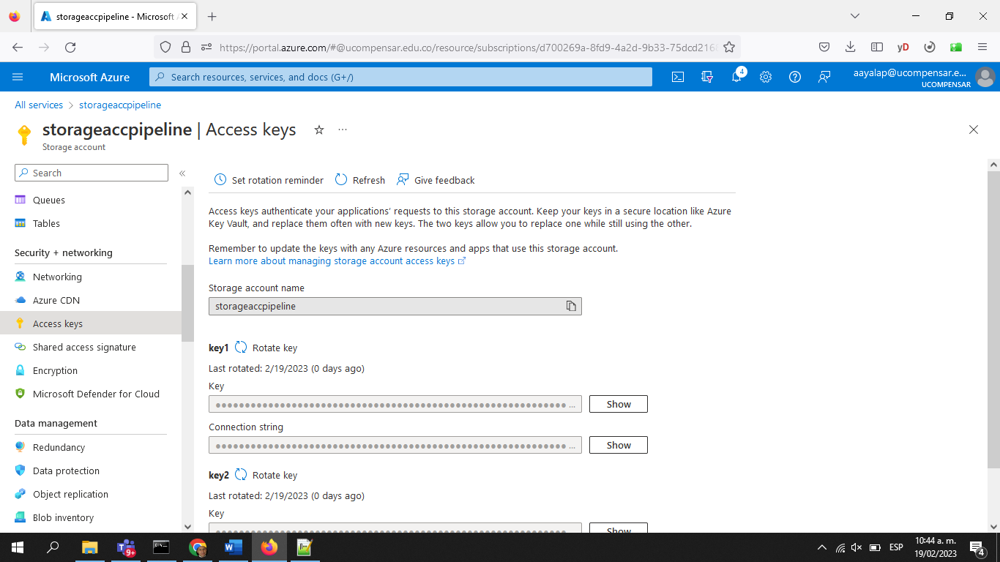 storageaccpipeline - Microsoft A
https://portal.azure.com/#@ucompensar.edu.co/resource/subscriptions/d700269a-8fd9-4a2d-9b33-75dcd216
yD
Microsoft Azure
Search resources, services, and docs (G+/)
4
aayalap@ucompensar.e...
UCOMPENSAR
All services > storageaccpipeline
storageaccpipeline | Access keys
Storage account
Search
«
Queues
Tables
Security + networking
Networking
Azure CDN
Access keys
Shared access signature
Encryption
Microsoft Defender for Cloud
Data management
Redundancy
Data protection
Object replication
Blob inventory
Set rotation reminder
Refresh
Give feedback
Access keys authenticate your applications' requests to this storage account. Keep your keys in a secure location like Azure
Key Vault, and replace them often with new keys. The two keys allow you to replace one while still using the other.
Remember to update the keys with any Azure resources and apps that use this storage account.
Learn more about managing storage account access keys
Storage account name
storageaccpipeline
key1
Rotate key
Last rotated: 2/19/2023 (0 days ago)
Key
Show
Connection string
Show
key2
Rotate key
Last rotated: 2/19/2023 (0 days ago)
Key
Show
9+
ESP
10:44 a. m.
19/02/2023
4